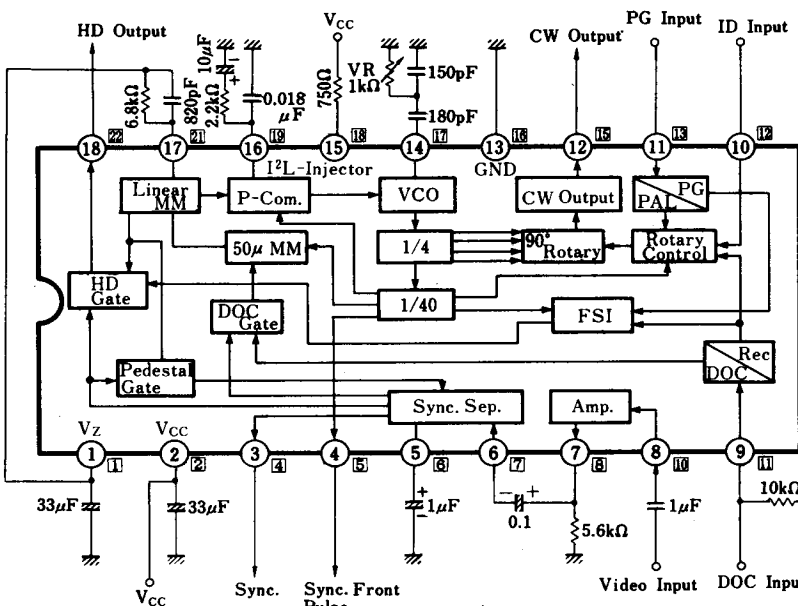 HD Output
VCC
PG Input
CW Output
ID Input
10μF
-
+
2.2kΩ
6.8kΩ
820pF
0.018
μF
750Ω
VR
1kΩ
150pF
180pF
18 22
17 21
16 19
15 18
14 17
13 16
12 15
11 13
10 12
I²L-Injector
GND
Linear
MM
P-Com.
VCO
CW Output
PG
PAL
50μ MM
1/4
90°
Rotary
Rotary
Control
HD
Gate
DOC
Gate
1/40
FSI
Rec
DOC
Pedestal
Gate
Sync. Sep.
Amp.
VZ
VCC
1 1
2 2
3 4
4 5
5 6
6 7
7 8
8 10
9 11
33μF
33μF
+
1μF
-
- +
0.1
5.6kΩ
1μF
10kΩ
VCC
Sync.
Sync. Front
Pulse
Video Input
DOC Input